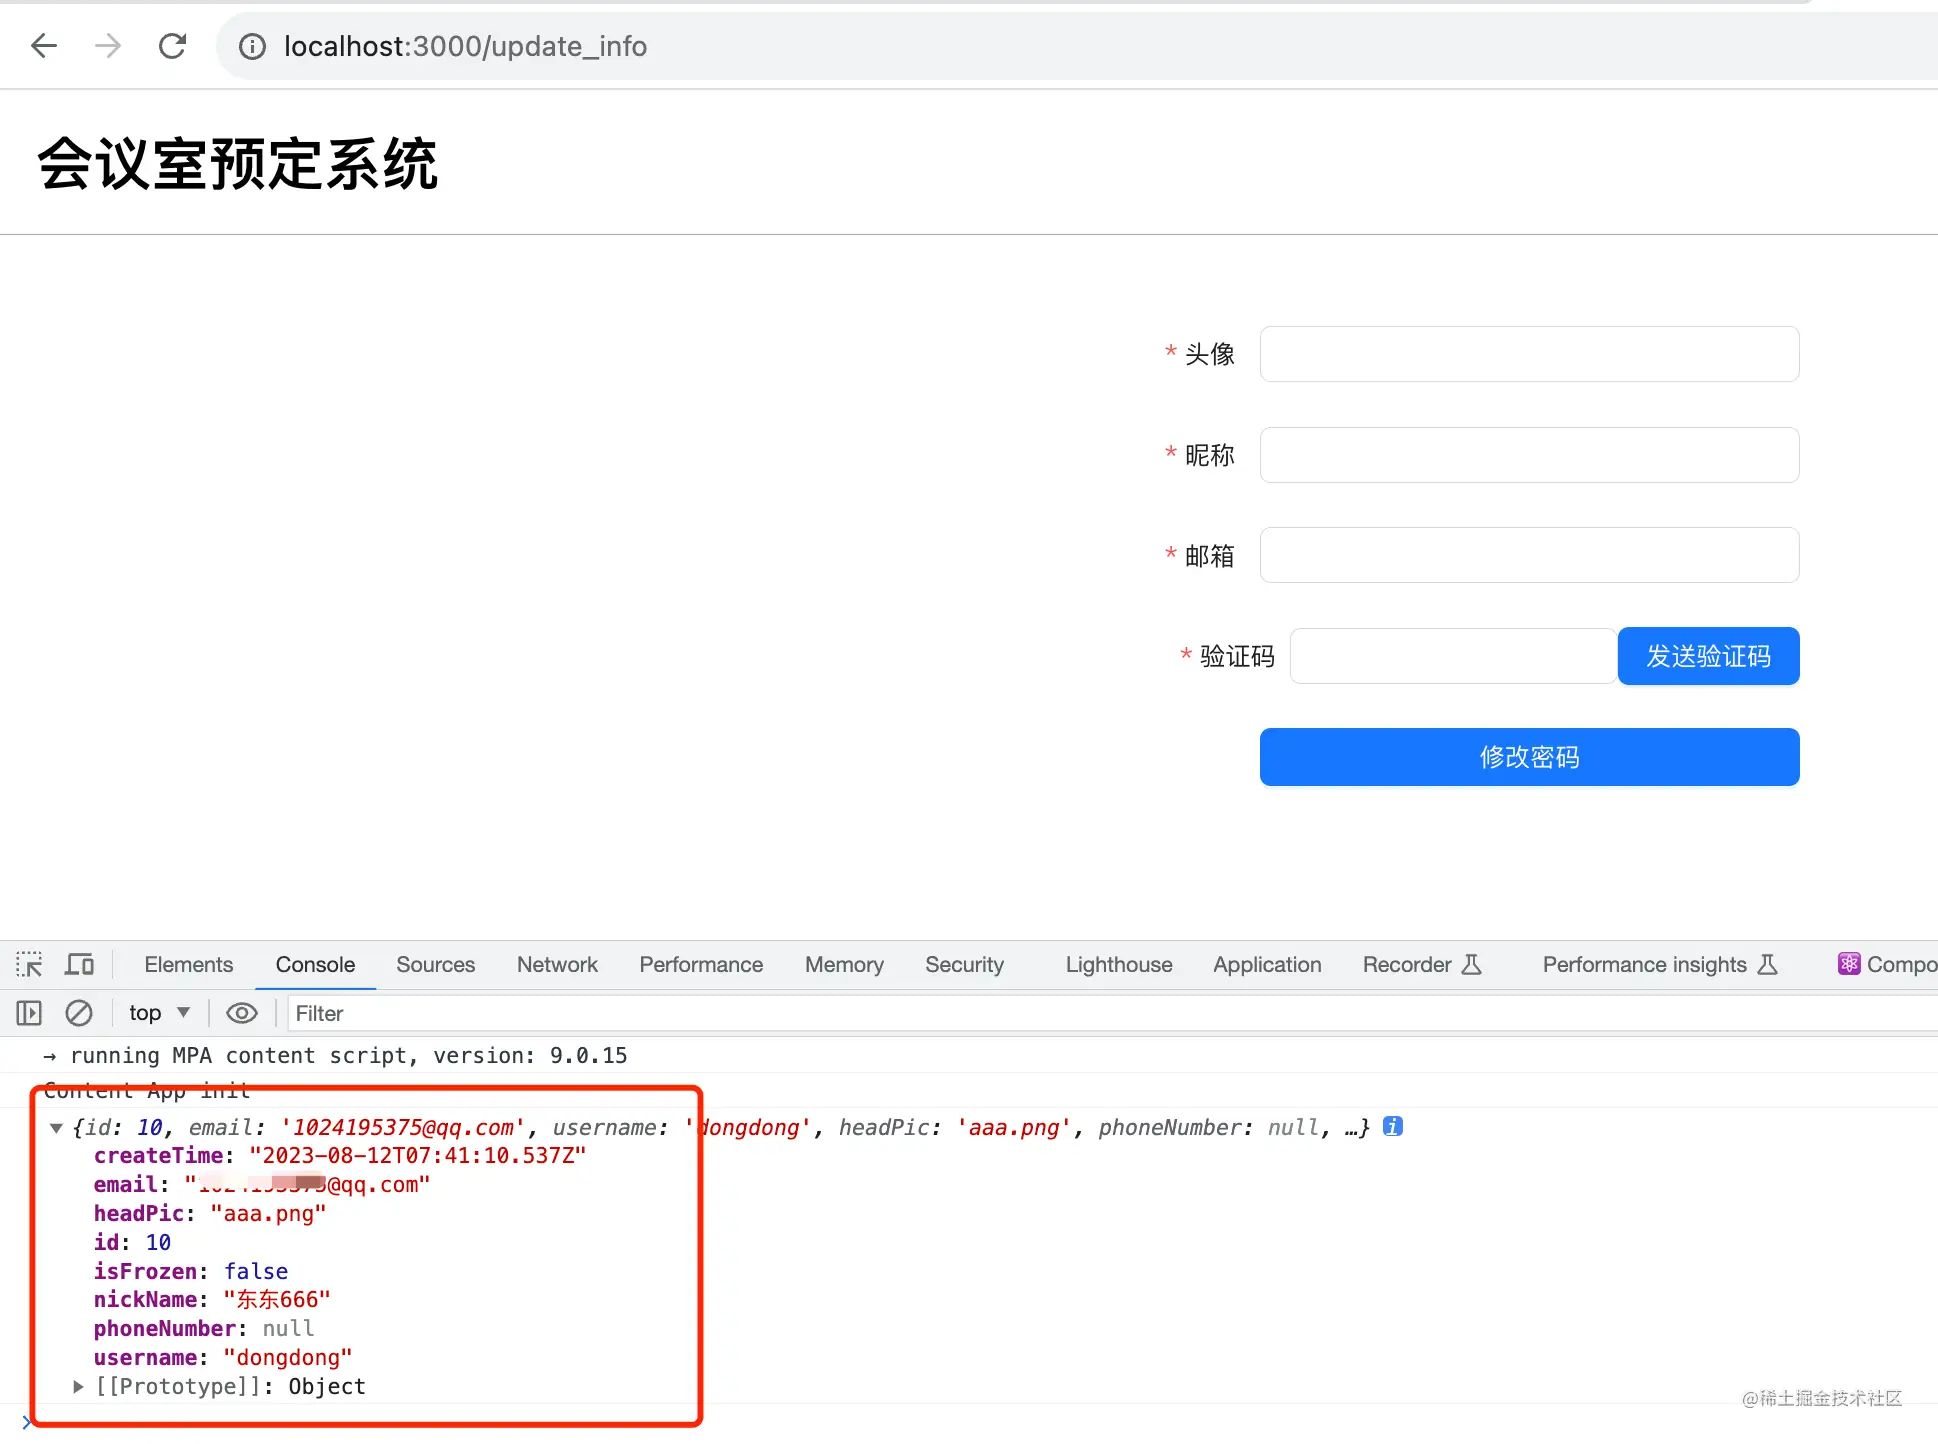 localhost:3000/update_info
会议室预定系统
* 头像
* 昵称
* 邮箱
* 验证码 发送验证码
修改密码
Elements Console Sources Network Performance Memory Security Lighthouse Application Recorder Performance insights Compo
top Filter
→ running MPA content script, version: 9.0.15
Content App init
{id: 10, email: '1024195375@qq.com', username: 'dongdong', headPic: 'aaa.png', phoneNumber: null, …}
createTime: "2023-08-12T07:41:10.537Z"
email: "@qq.com"
headPic: "aaa.png"
id: 10
isFrozen: false
nickName: "东东666"
phoneNumber: null
username: "dongdong"
[[Prototype]]: Object
@稀土掘金技术社区